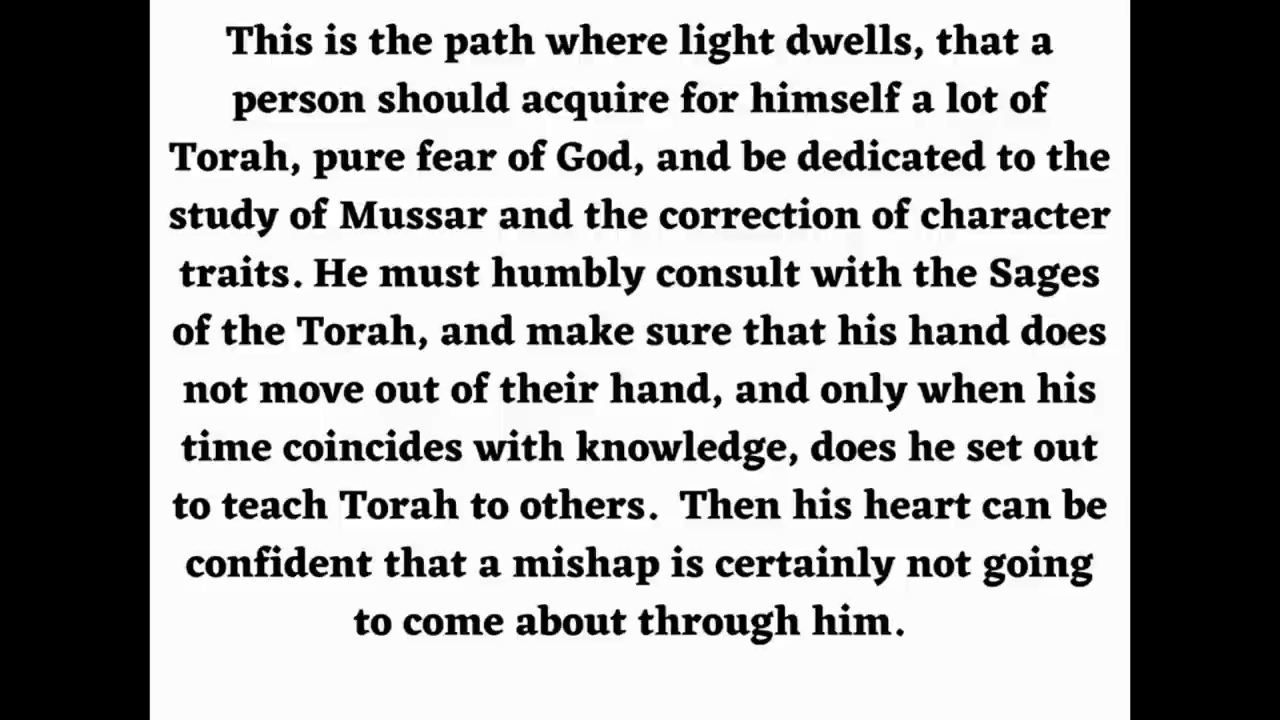 This is the path where light dwells, that a
person should acquire for himself a lot of
Torah, pure fear of God, and be dedicated to the
study of Mussar and the correction of character
traits. He must humbly consult with the Sages
of the Torah, and make sure that his hand does
not move out of their hand, and only when his
time coincides with knowledge, does he set out
to teach Torah to others.  Then his heart can be
confident that a mishap is certainly not going
to come about through him.